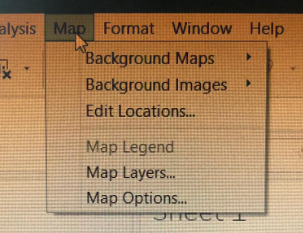 alysis Map Format Window Help
Background Maps
Background Images
Edit Locations...
Map Legend
Map Layers...
Map Options...
Sheet 1